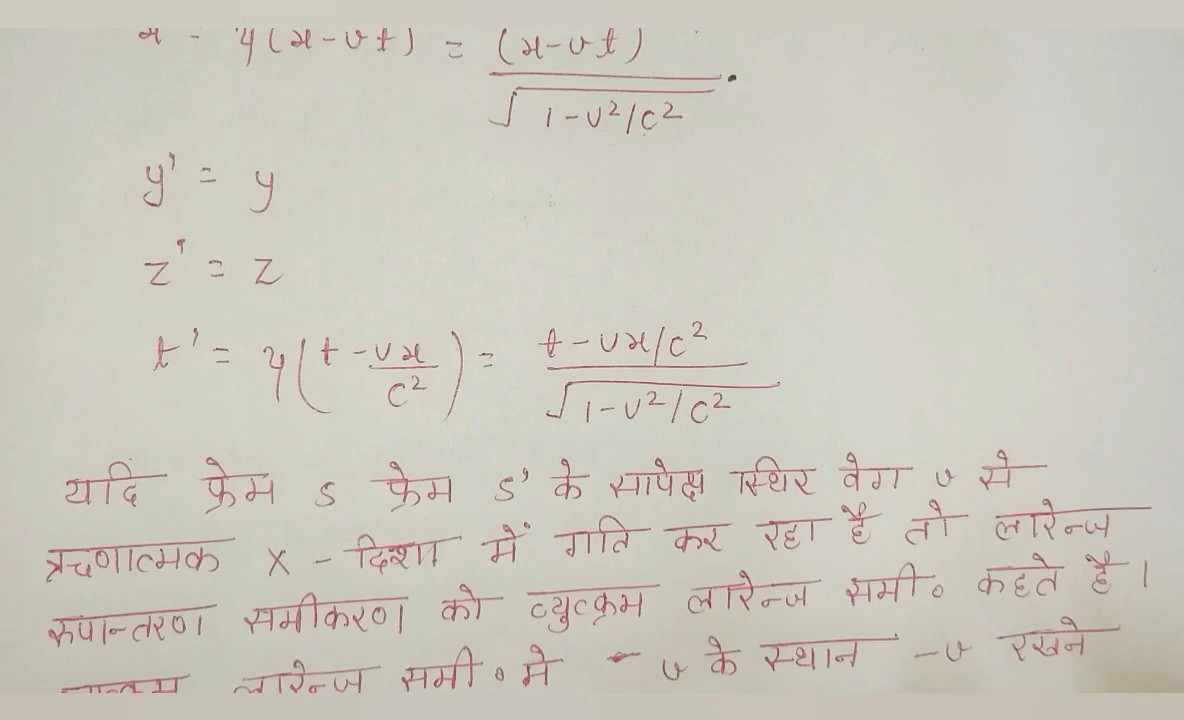 x' = γ(x-vt) = (x-vt) / √1-v²/c² .
y' = y
z' = z
t' = γ(t - vx/c²) = t - vx/c² / √1-v²/c²
यदि फ्रेम S फ्रेम S' के सापेक्ष स्थिर वेग v से
ऋणात्मक X - दिशा में गति कर रहा है तो लारेन्ज
रुपान्तरण समीकरण को व्युत्क्रम लारेन्ज समी० कहते है ।
लारेन्ज समी० मे - v के स्थान -v रखने